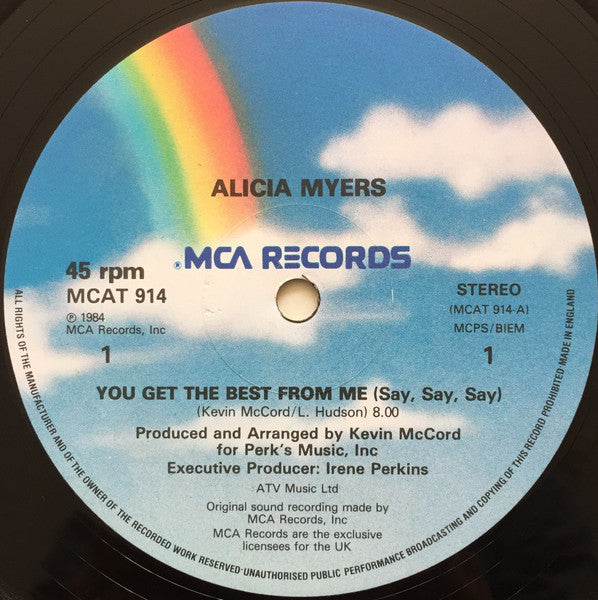 ALICIA MYERS
®MCA RECORDS
45 rpm
MCAT 914
℗ 1984
MCA Records, Inc
1
STEREO
(MCAT 914-A)
MCPS/BIEM
1
YOU GET THE BEST FROM ME (Say, Say, Say)
(Kevin McCord/L. Hudson) 8.00
Produced and Arranged by Kevin McCord
for Perk's Music, Inc
Executive Producer: Irene Perkins
ATV Music Ltd
Original sound recording made by
MCA Records, Inc
MCA Records are the exclusive
licensees for the UK
ALL RIGHTS OF THE MANUFACTURER AND OF THE OWNER OF THE RECORDED WORK RESERVED·UNAUTHORISED PUBLIC PERFORMANCE BROADCASTING AND COPYING OF THIS RECORD PROHIBITED·MADE IN ENGLAND